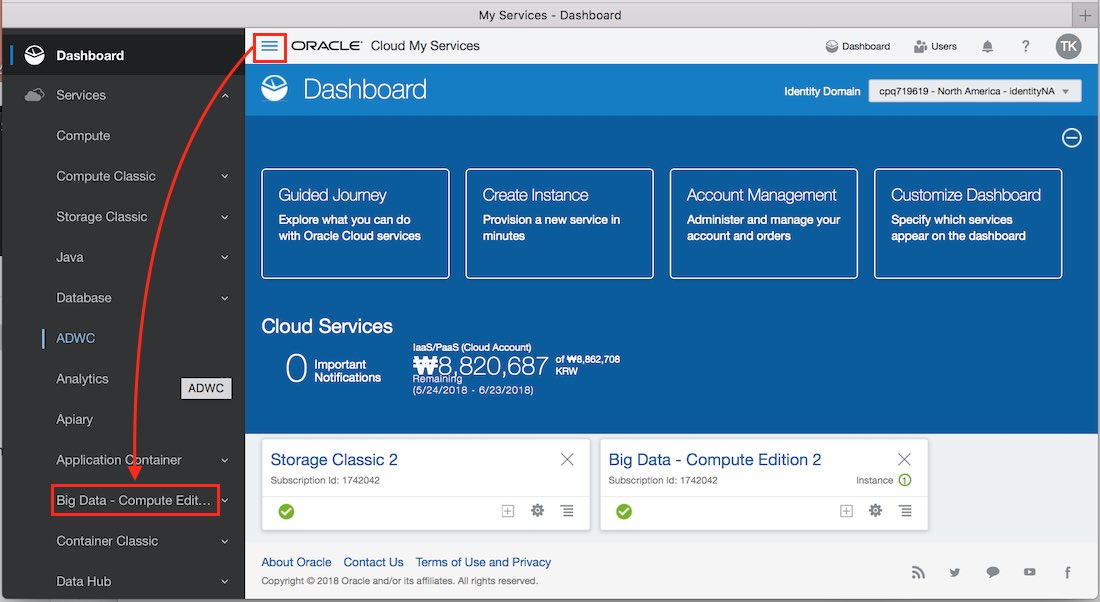 My Services - Dashboard
Dashboard
Services
Compute
Compute Classic
Storage Classic
Java
Database
ADWC
Analytics
ADWC
Apiary
Application Container
Big Data - Compute Edit...
Container Classic
Data Hub
ORACLE Cloud My Services
Dashboard
Users
?
TK
Dashboard
Identity Domain
cpq719619 - North America - identityNA
Guided Journey
Explore what you can do
with Oracle Cloud services
Create Instance
Provision a new service in
minutes
Account Management
Administer and manage your
account and orders
Customize Dashboard
Specify which services
appear on the dashboard
Cloud Services
0 Important
Notifications
IaaS/PaaS (Cloud Account)
₩8,820,687 of ₩8,862,708
KRW
Remaining
(5/24/2018 - 6/23/2018)
Storage Classic 2
Subscription Id: 1742042
Big Data - Compute Edition 2
Subscription Id: 1742042
Instance 1
About Oracle Contact Us Terms of Use and Privacy
Copyright © 2018 Oracle and/or its affiliates. All rights reserved.